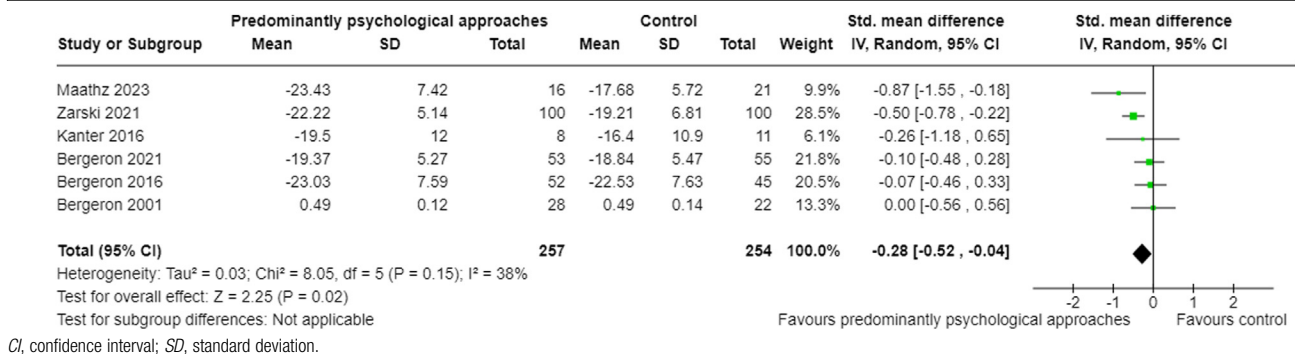 Predominantly psychological approaches Control Std. mean difference Std. mean difference
Study or Subgroup Mean SD Total Mean SD Total Weight IV, Random, 95% CI IV, Random, 95% CI
Maathz 2023 -23.43 7.42 16 -17.68 5.72 21 9.9% -0.87 [-1.55 , -0.18]
Zarski 2021 -22.22 5.14 100 -19.21 6.81 100 28.5% -0.50 [-0.78 , -0.22]
Kanter 2016 -19.5 12 8 -16.4 10.9 11 6.1% -0.26 [-1.18 , 0.65]
Bergeron 2021 -19.37 5.27 53 -18.84 5.47 55 21.8% -0.10 [-0.48 , 0.28]
Bergeron 2016 -23.03 7.59 52 -22.53 7.63 45 20.5% -0.07 [-0.46 , 0.33]
Bergeron 2001 0.49 0.12 28 0.49 0.14 22 13.3% 0.00 [-0.56 , 0.56]
Total (95% CI) 257 254 100.0% -0.28 [-0.52 , -0.04]
Heterogeneity: Tau² = 0.03; Chi² = 8.05, df = 5 (P = 0.15); I² = 38%
Test for overall effect: Z = 2.25 (P = 0.02)
Test for subgroup differences: Not applicable
-2 -1 0 1 2
Favours predominantly psychological approaches Favours control
CI, confidence interval; SD, standard deviation.